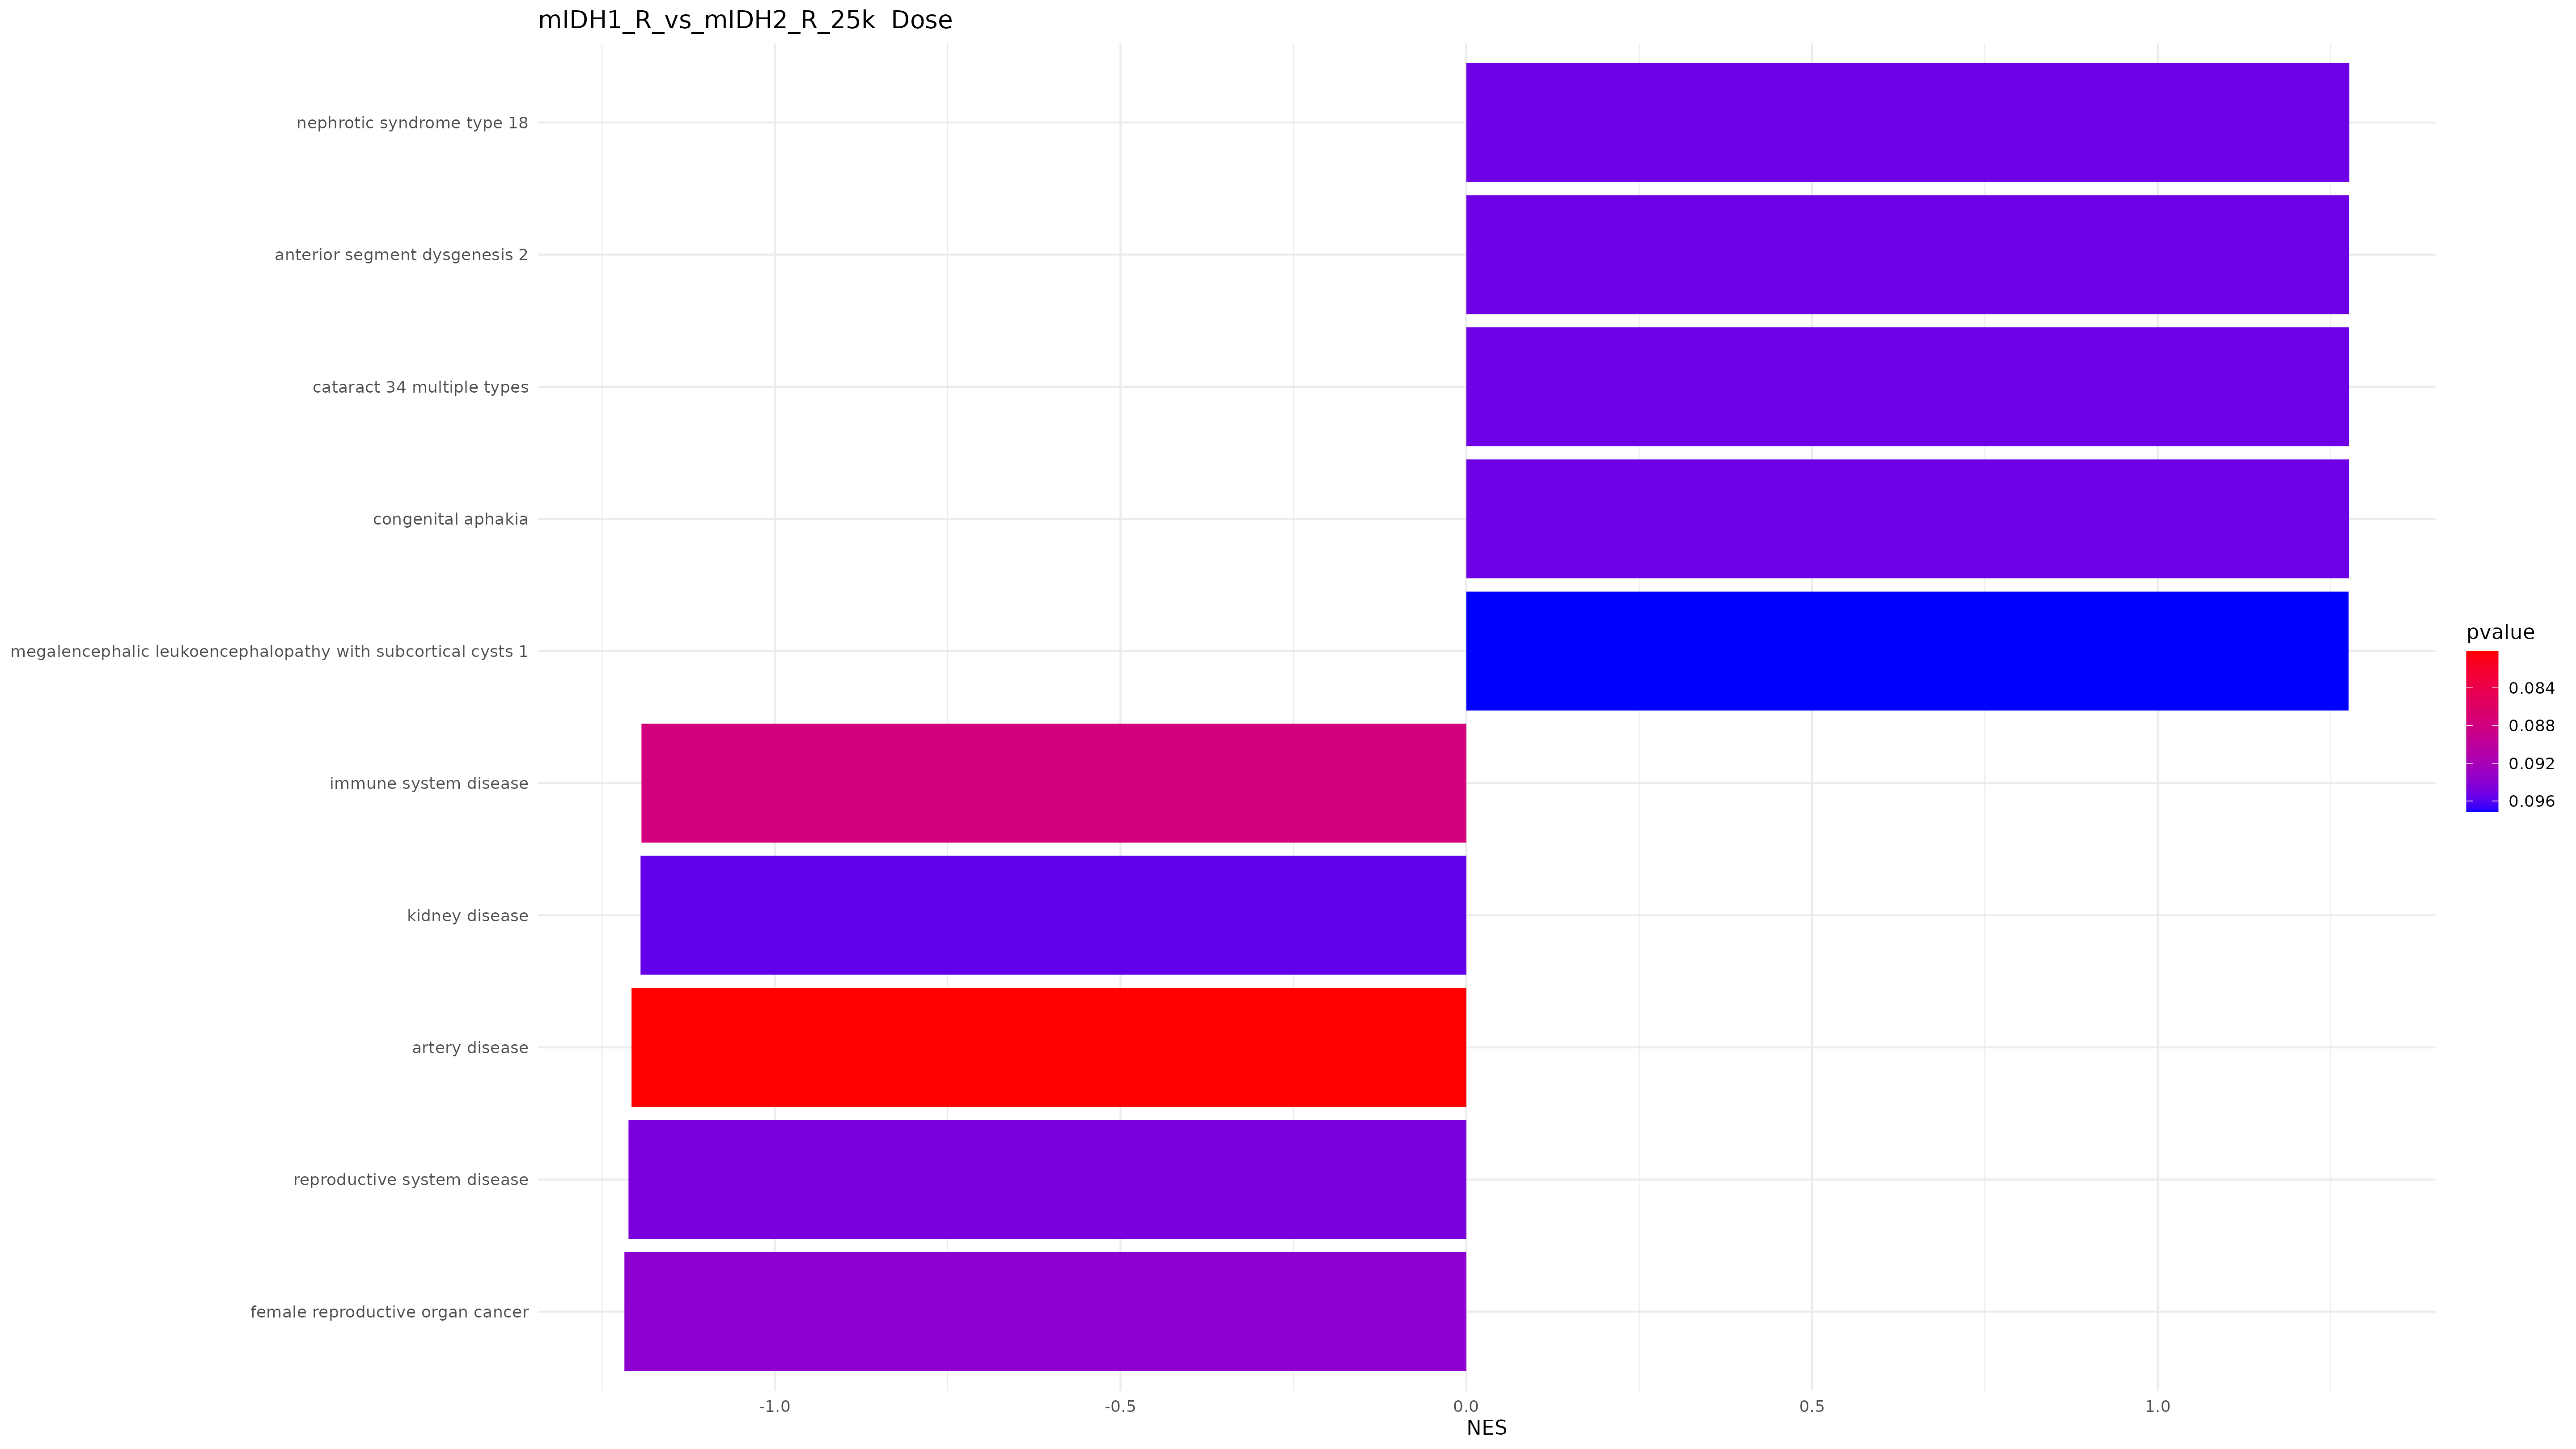 mIDH1_R_vs_mIDH2_R_25k  Dose
nephrotic syndrome type 18
anterior segment dysgenesis 2
cataract 34 multiple types
congenital aphakia
megalencephalic leukoencephalopathy with subcortical cysts 1
immune system disease
kidney disease
artery disease
reproductive system disease
female reproductive organ cancer
-1.0 -0.5 0.0 0.5 1.0
NES
pvalue
0.084
0.088
0.092
0.096